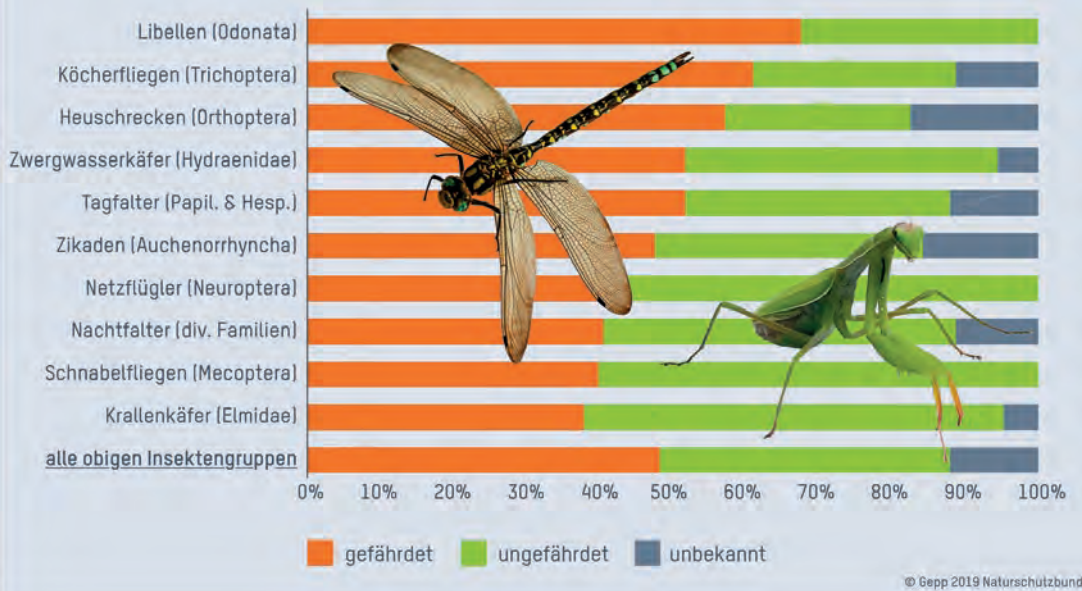 Libellen (Odonata)
Köcherfliegen (Trichoptera)
Heuschrecken (Orthoptera)
Zwergwasserkäfer (Hydraenidae)
Tagfalter (Papil. & Hesp.)
Zikaden (Auchenorrhyncha)
Netzflügler (Neuroptera)
Nachtfalter (div. Familien)
Schnabelfliegen (Mecoptera)
Krallenkäfer (Elmidae)
alle obigen Insektengruppen
0% 10% 20% 30% 40% 50% 60% 70% 80% 90% 100%
gefährdet ungefährdet unbekannt
© Gepp 2019 Naturschutzbund